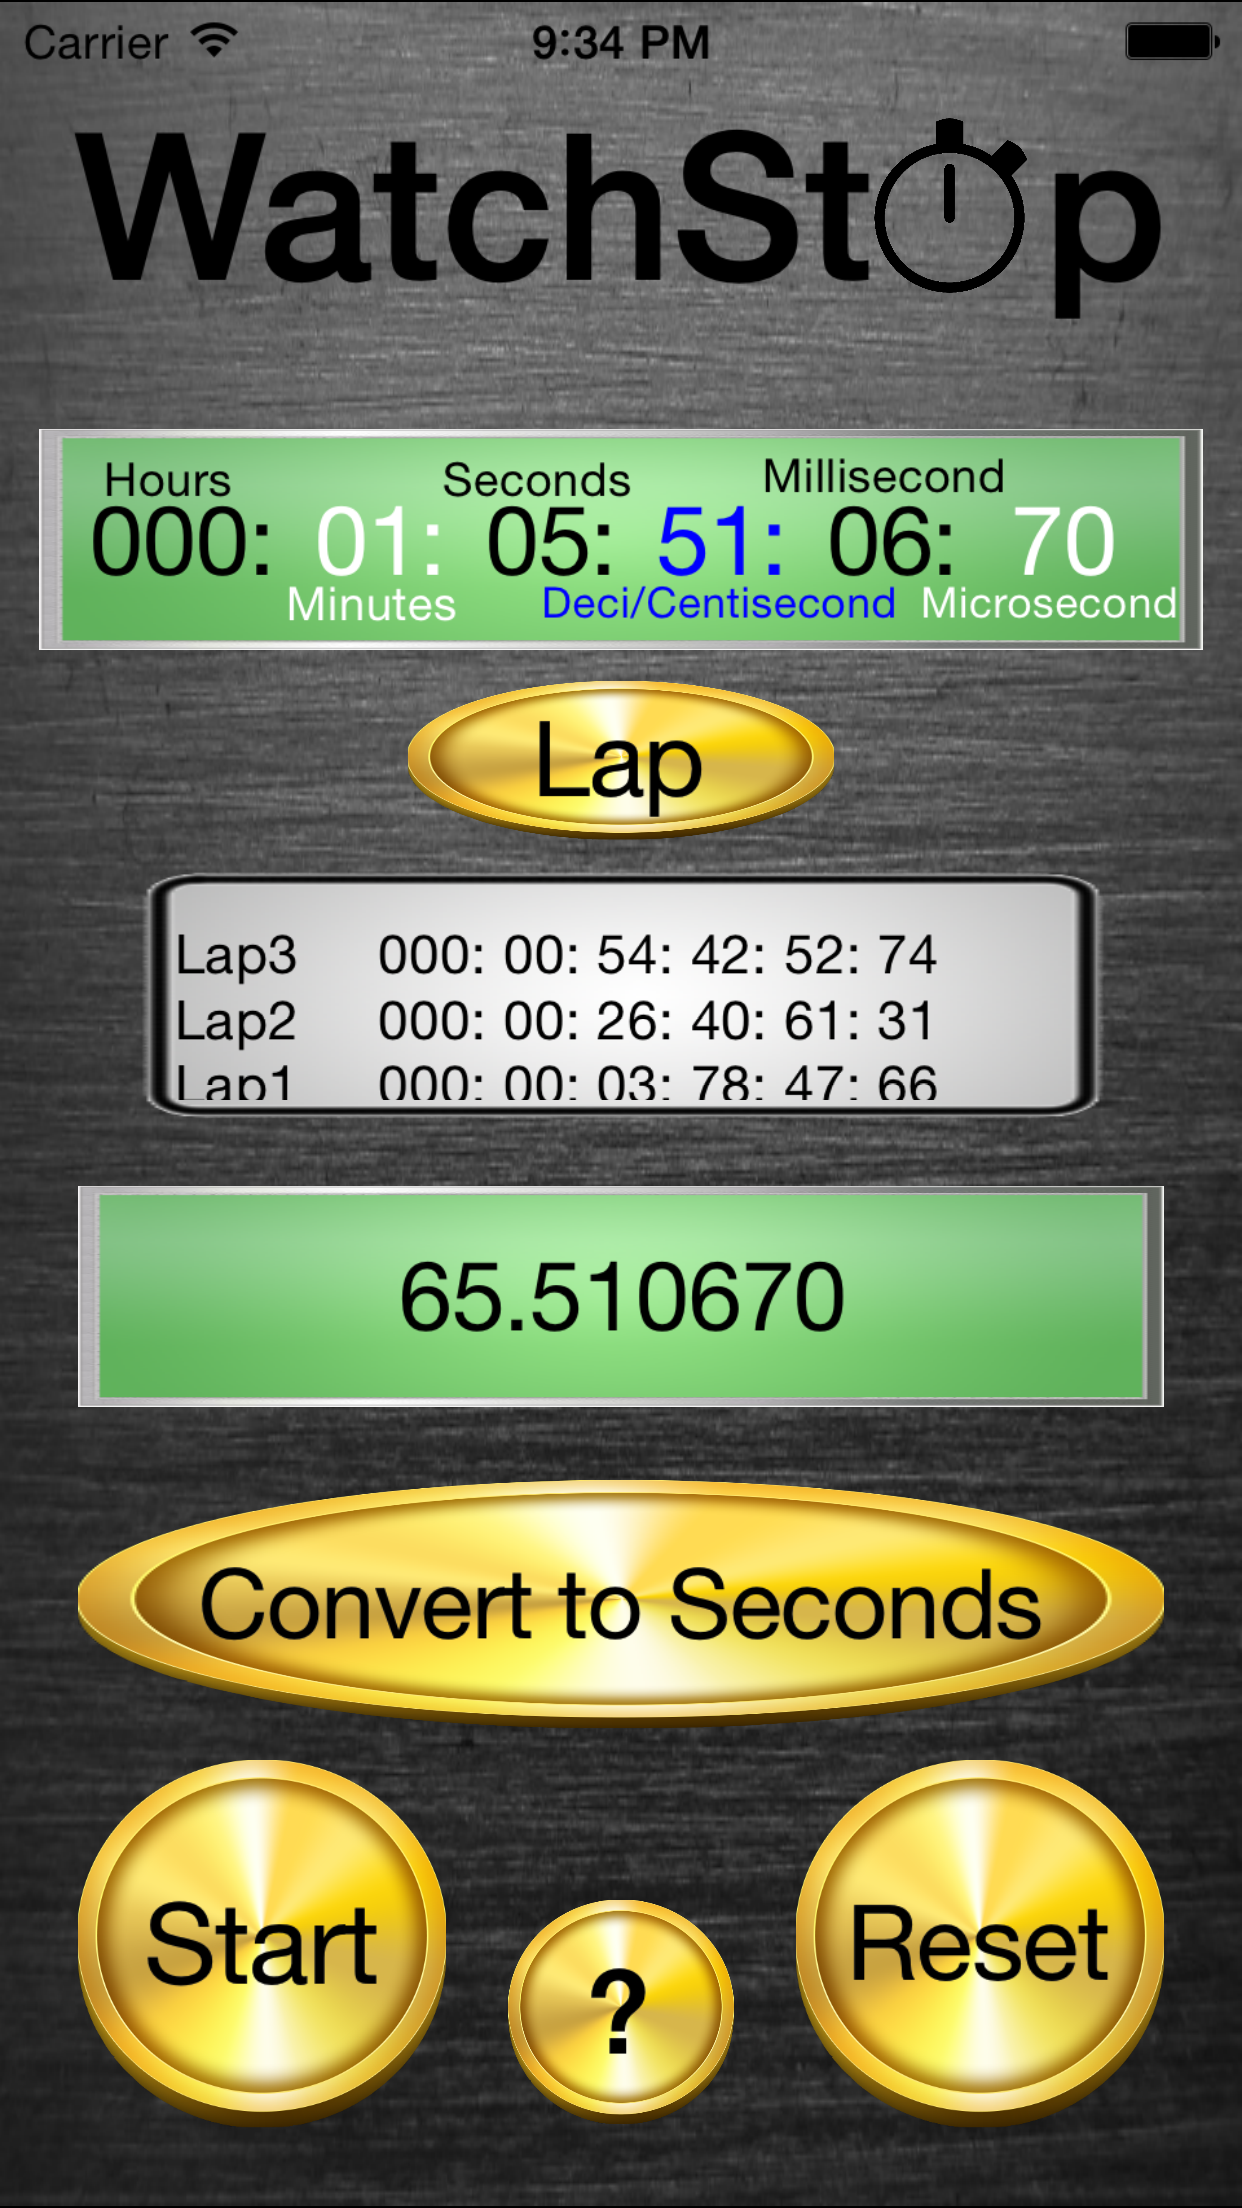 Carrier 9:34 PM
WatchStop
Hours Seconds Millisecond
000: 01: 05: 51: 06: 70
Minutes Deci/Centisecond Microsecond
Lap
Lap3 000: 00: 54: 42: 52: 74
Lap2 000: 00: 26: 40: 61: 31
Lap1 000: 00: 03: 78: 47: 66
65.510670
Convert to Seconds
Start ? Reset